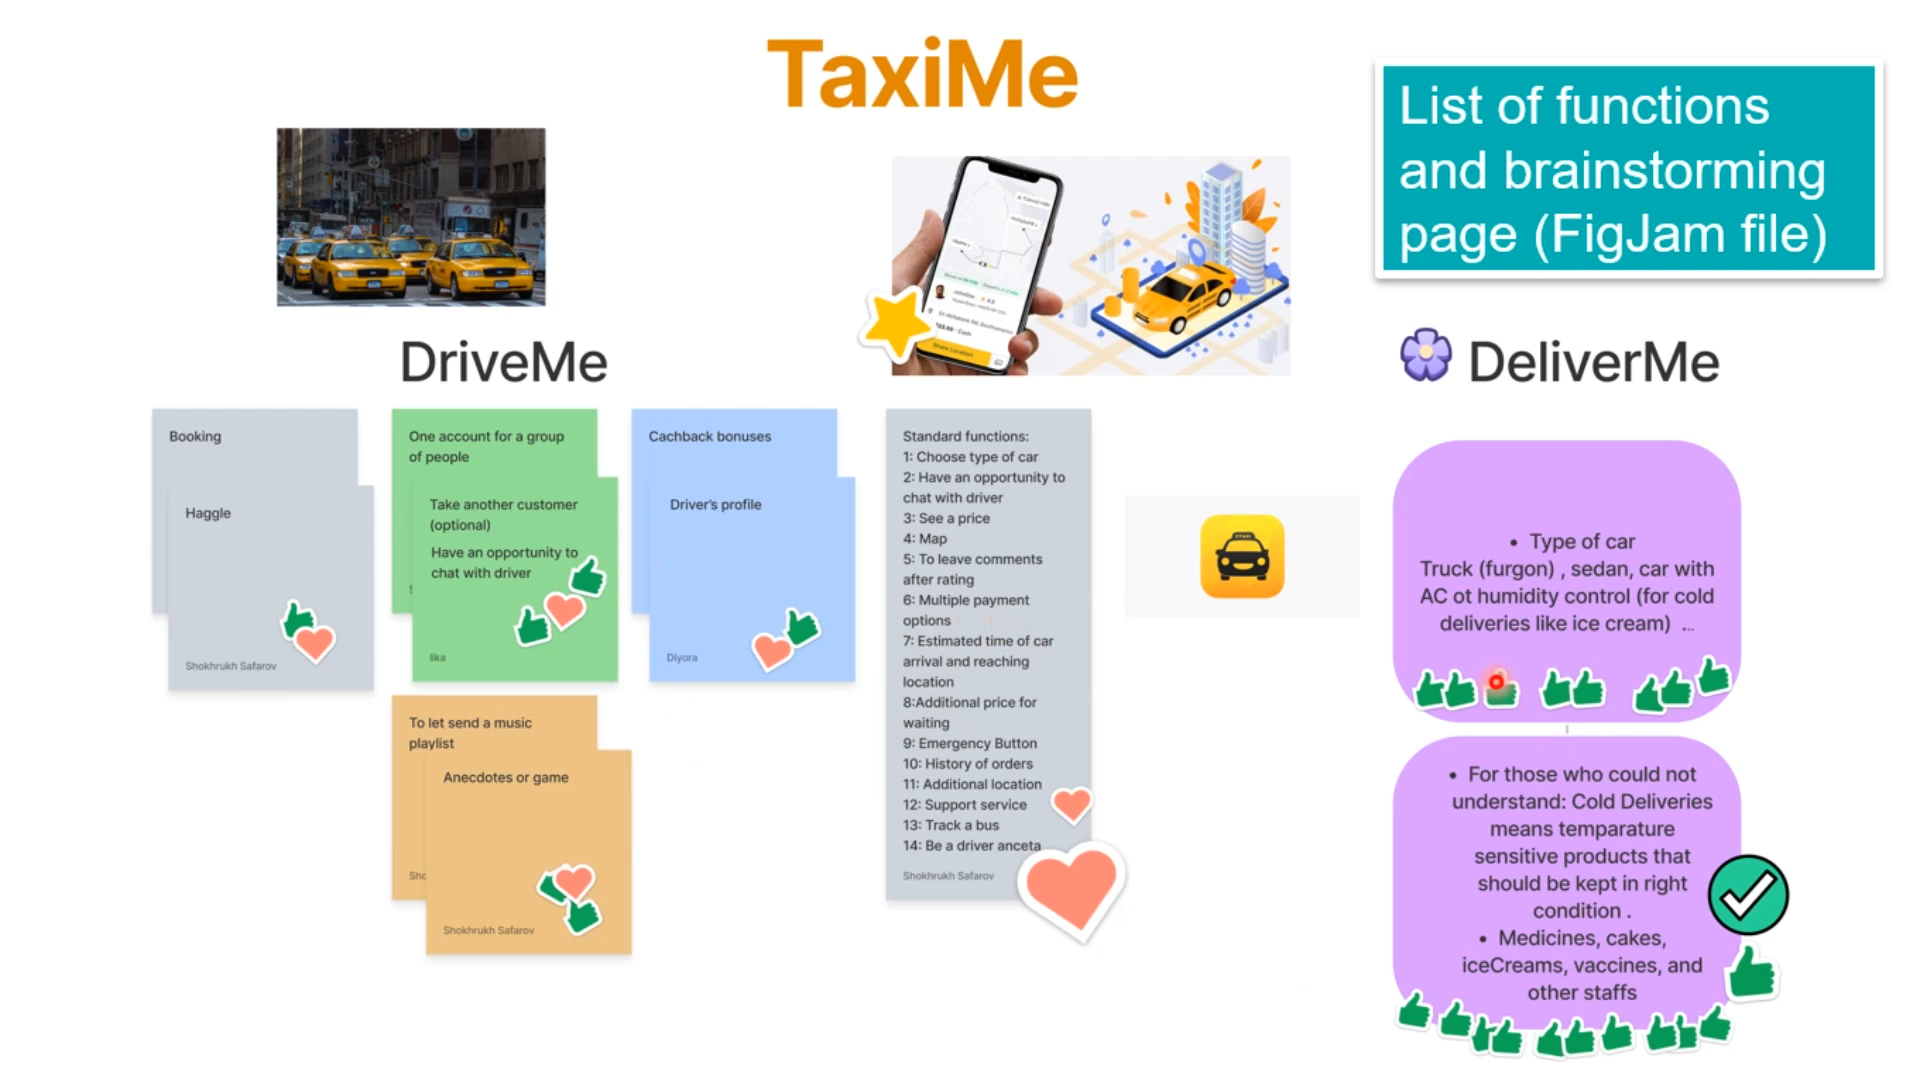 TaxiMe
List of functions
and brainstorming
page (FigJam file)
DriveMe
DeliverMe
Booking
Haggle
Shokhrukh Safarov
One account for a group
of people
Take another customer
(optional)
Have an opportunity to
chat with driver
lika
Cachback bonuses
Driver's profile
Diyora
To let send a music
playlist
Anecdotes or game
Shokhrukh Safarov
Standard functions:
1: Choose type of car
2: Have an opportunity to
chat with driver
3: See a price
4: Map
5: To leave comments
after rating
6: Multiple payment
options
7: Estimated time of car
arrival and reaching
location
8:Additional price for
waiting
9: Emergency Button
10: History of orders
11: Additional location
12: Support service
13: Track a bus
14: Be a driver anceta
Shokhrukh Safarov
TAXI
Share Location
• Type of car
Truck (furgon) , sedan, car with
AC ot humidity control (for cold
deliveries like ice cream) ...
• For those who could not
understand: Cold Deliveries
means temparature
sensitive products that
should be kept in right
condition .
• Medicines, cakes,
iceCreams, vaccines, and
other staffs